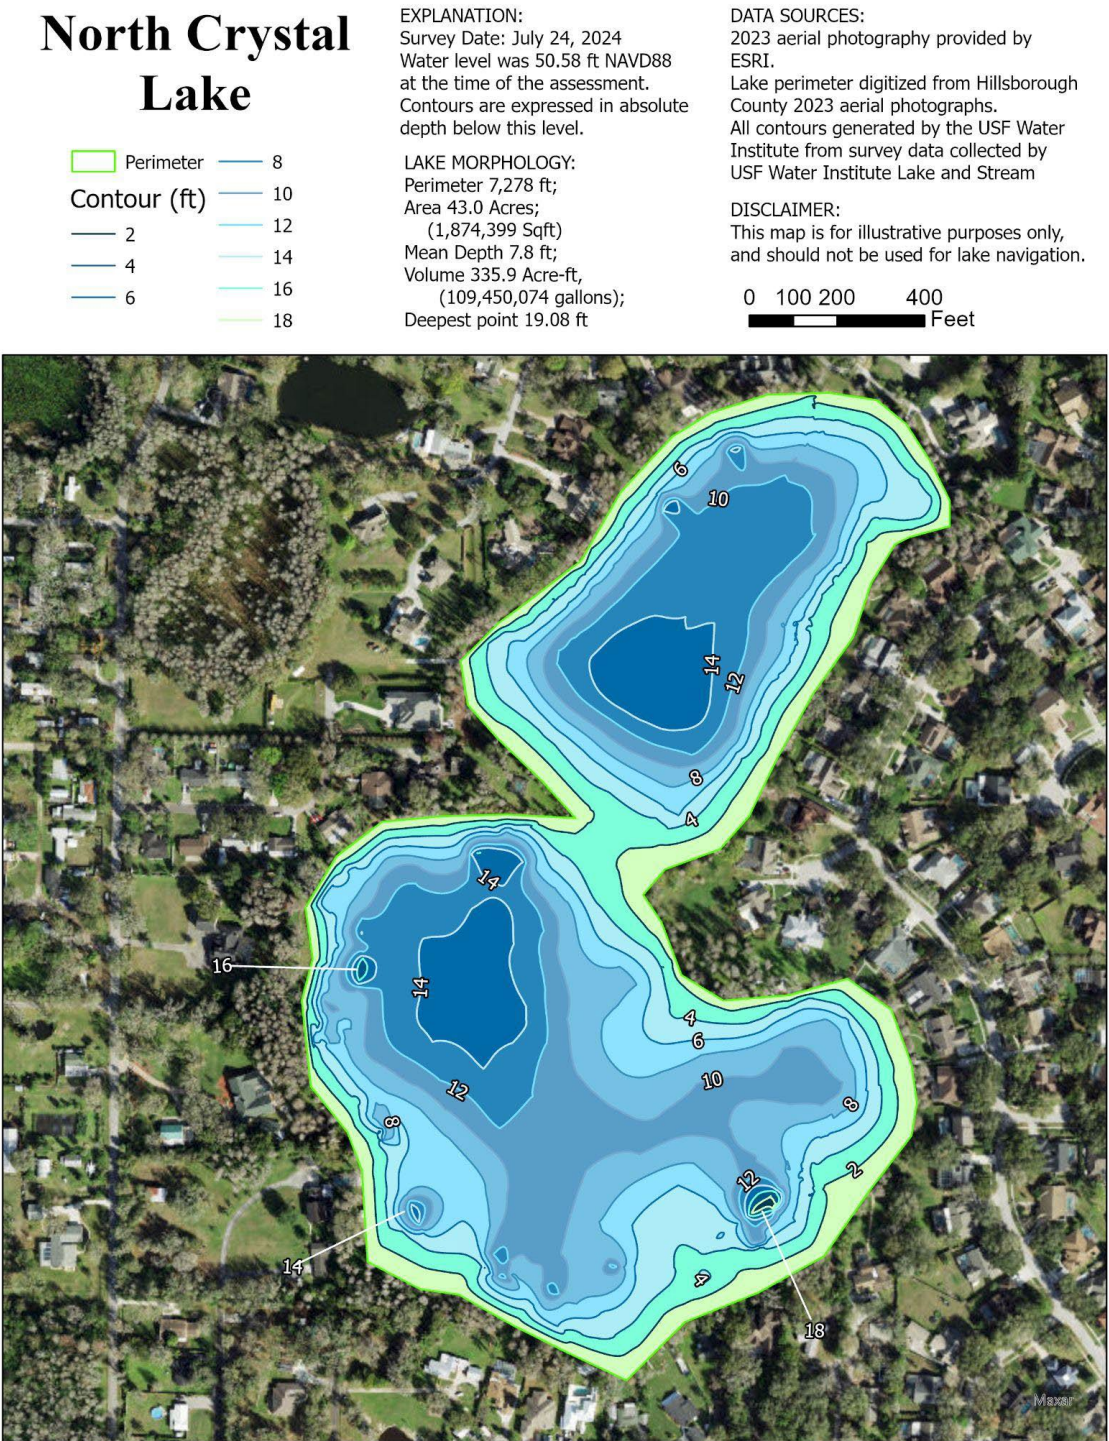 North Crystal
Lake
Perimeter
Contour (ft)
2
4
6
8
10
12
14
16
18
EXPLANATION:
Survey Date: July 24, 2024
Water level was 50.58 ft NAVD88
at the time of the assessment.
Contours are expressed in absolute
depth below this level.
LAKE MORPHOLOGY:
Perimeter 7,278 ft;
Area 43.0 Acres;
(1,874,399 Sqft)
Mean Depth 7.8 ft;
Volume 335.9 Acre-ft,
(109,450,074 gallons);
Deepest point 19.08 ft
DATA SOURCES:
2023 aerial photography provided by
ESRI.
Lake perimeter digitized from Hillsborough
County 2023 aerial photographs.
All contours generated by the USF Water
Institute from survey data collected by
USF Water Institute Lake and Stream
DISCLAIMER:
This map is for illustrative purposes only,
and should not be used for lake navigation.
0 100 200 400
Feet
6
10
14
12
8
4
14
16
14
4
6
12
10
8
8
2
12
14
4
18
Maxar